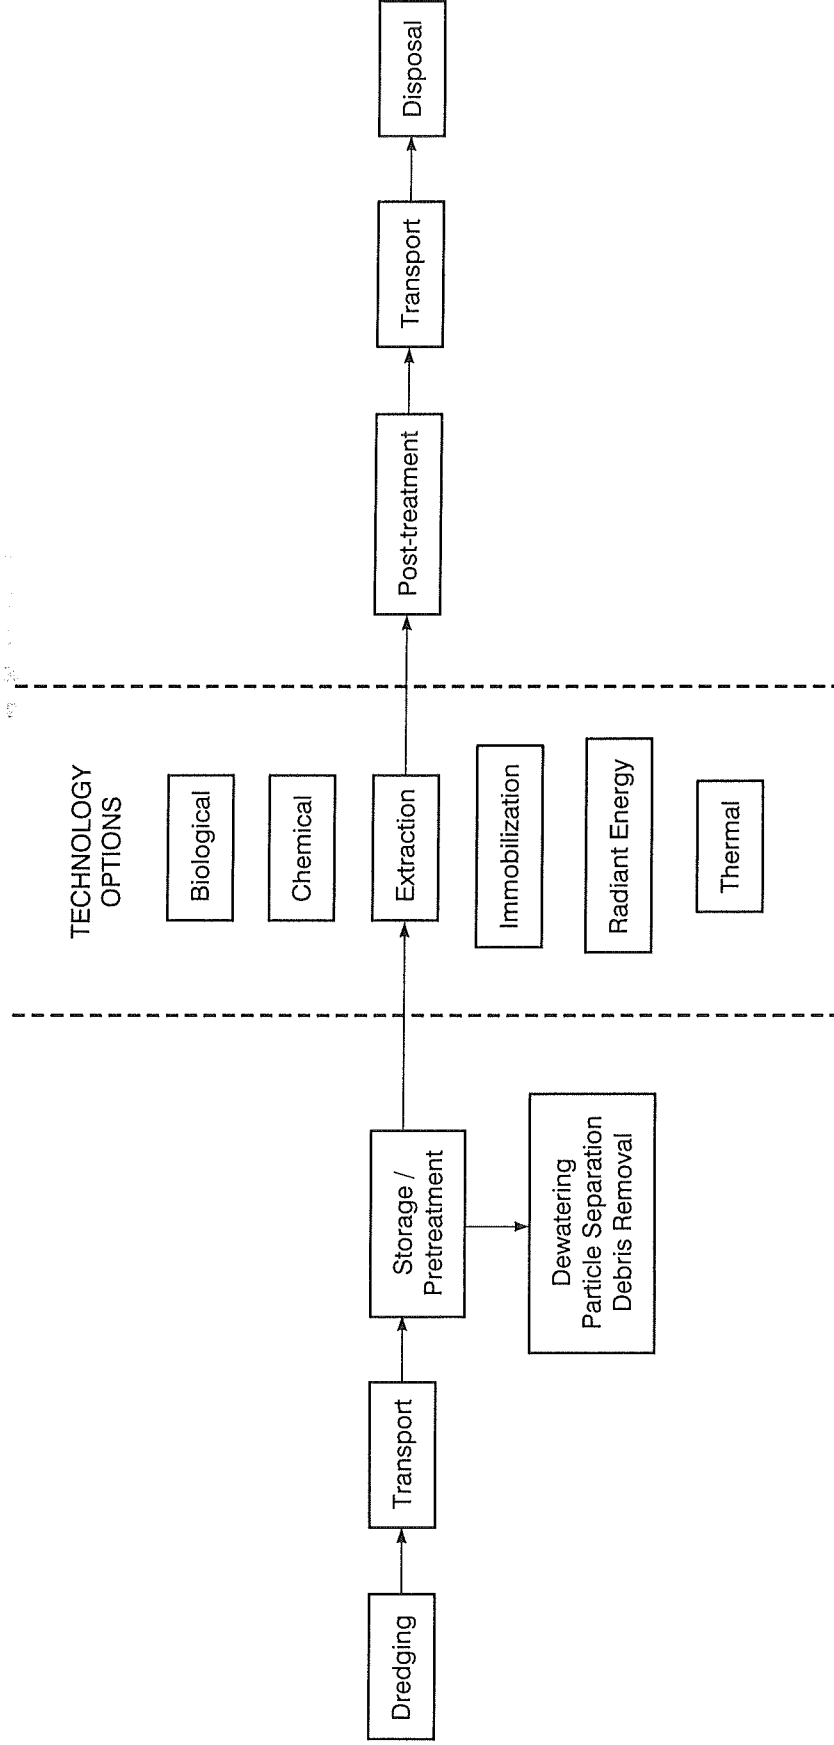 TECHNOLOGY
OPTIONS
Dredging
Transport
Storage /
Pretreatment
Dewatering
Particle Separation
Debris Removal
Biological
Chemical
Extraction
Immobilization
Radiant Energy
Thermal
Post-treatment
Transport
Disposal